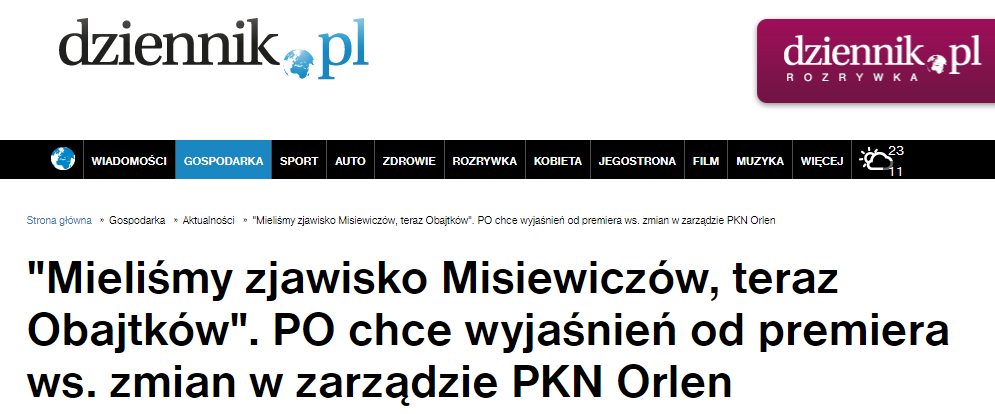 dziennik.pl
dziennik.pl
ROZRYWKA
WIADOMOŚCI GOSPODARKA SPORT AUTO ZDROWIE ROZRYWKA KOBIETA JEGOSTRONA FILM MUZYKA WIĘCEJ 23
11
Strona główna » Gospodarka » Aktualności » "Mieliśmy zjawisko Misiewiczów, teraz Obajtków". PO chce wyjaśnień od premiera ws. zmian w zarządzie PKN Orlen
"Mieliśmy zjawisko Misiewiczów, teraz
Obajtków". PO chce wyjaśnień od premiera
ws. zmian w zarządzie PKN Orlen